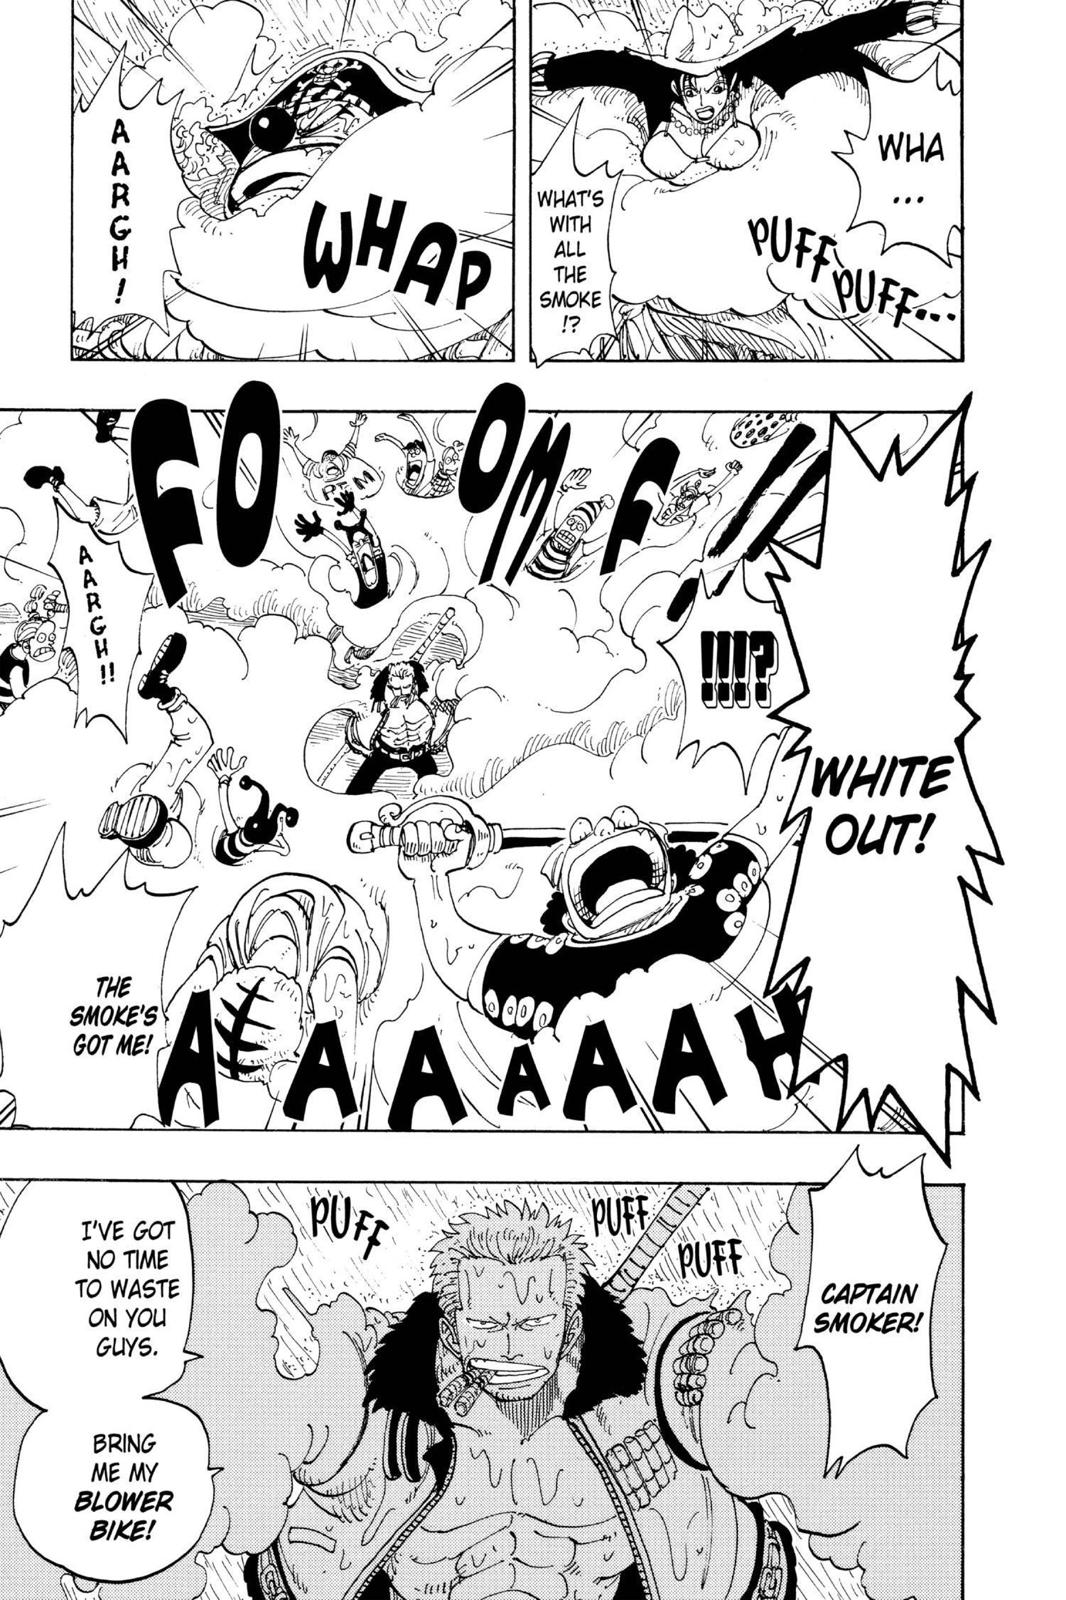 WHA
...
PUFF PUFF...
WHAT'S
WITH
ALL
THE
SMOKE
!?
WHAP
AARGH!
WHITE
OUT!
FOOMF!!
!!!!?
AARGH!!
THE
SMOKE'S
GOT ME!
AAAAAAAH
CAPTAIN
SMOKER!
PUFF
PUFF
PUFF
I'VE GOT
NO TIME
TO WASTE
ON YOU
GUYS.
BRING
ME MY
BLOWER
BIKE!